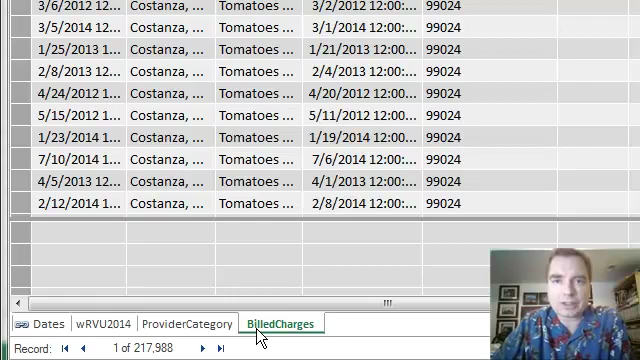 3/6/2012 12:... Costanza, ... Tomatoes ... 3/2/2012 12:00:... 99024
3/5/2014 12:... Costanza, ... Tomatoes ... 3/1/2014 12:00:... 99024
1/25/2013 1... Costanza, ... Tomatoes ... 1/21/2013 12:00... 99024
2/8/2013 12:... Costanza, ... Tomatoes ... 2/4/2013 12:00:... 99024
4/24/2012 1... Costanza, ... Tomatoes ... 4/20/2012 12:00... 99024
5/15/2012 1... Costanza, ... Tomatoes ... 5/11/2012 12:00... 99024
1/23/2014 1... Costanza, ... Tomatoes ... 1/19/2014 12:00... 99024
7/10/2014 1... Costanza, ... Tomatoes ... 7/6/2014 12:00:... 99024
4/5/2013 12... Costanza, ... Tomatoes ... 4/1/2013 12:00:... 99024
2/12/2014 1... Costanza, ... Tomatoes ... 2/8/2014 12:00:... 99024
Dates wRVU2014 ProviderCategory BilledCharges
Record: 1 of 217,988